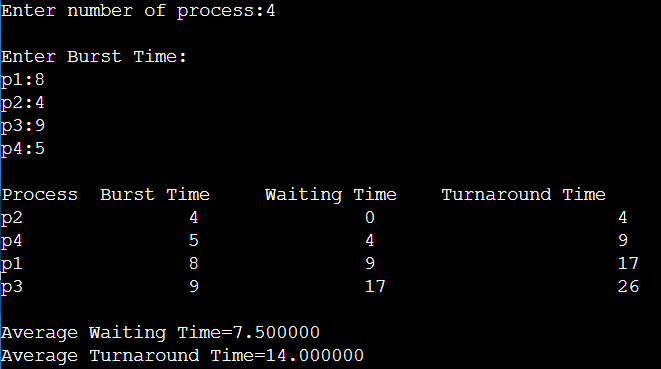 Enter number of process:4
Enter Burst Time:
p1:8
p2:4
p3:9
p4:5
Process Burst Time Waiting Time Turnaround Time
p2 4 0 4
p4 5 4 9
p1 8 9 17
p3 9 17 26
Average Waiting Time=7.500000
Average Turnaround Time=14.000000